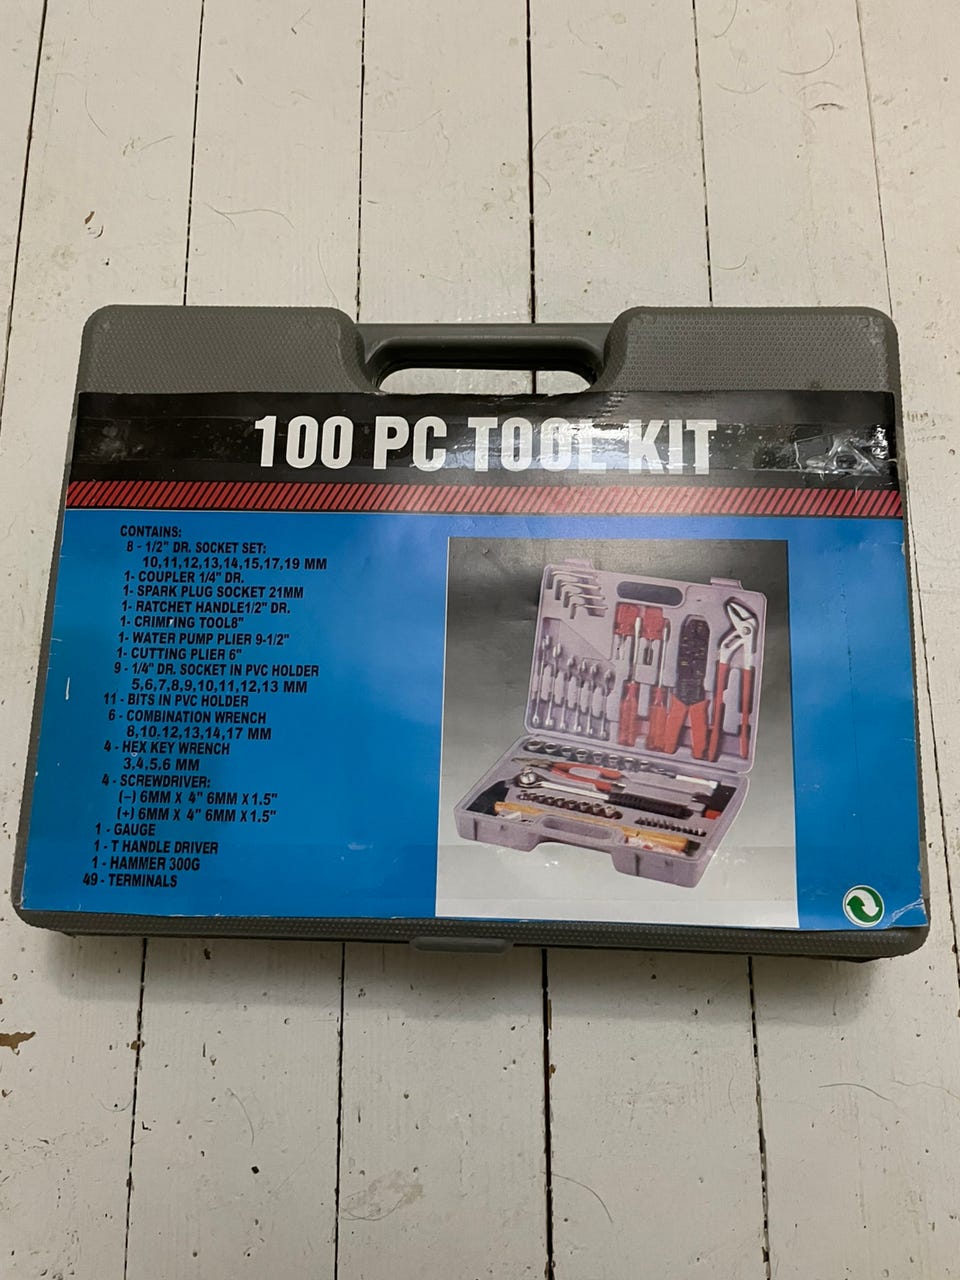 100 PC TOOL KIT
CONTAINS:
8 - 1/2" DR. SOCKET SET:
10,11,12,13,14,15,17,19 MM
1- COUPLER 1/4" DR.
1- SPARK PLUG SOCKET 21MM
1- RATCHET HANDLE1/2" DR.
1- CRIMPING TOOL8"
1- WATER PUMP PLIER 9-1/2"
1- CUTTING PLIER 6"
9 - 1/4" DR. SOCKET IN PVC HOLDER
5,6,7,8,9,10,11,12,13 MM
11 - BITS IN PVC HOLDER
6 - COMBINATION WRENCH
8,10.12,13,14,17 MM
4 - HEX KEY WRENCH
3,4.5.6 MM
4 - SCREWDRIVER:
(−) 6MM X 4" 6MM X 1.5"
(+) 6MM X 4" 6MM X 1.5"
1 - GAUGE
1 - T HANDLE DRIVER
1 - HAMMER 300G
49 - TERMINALS